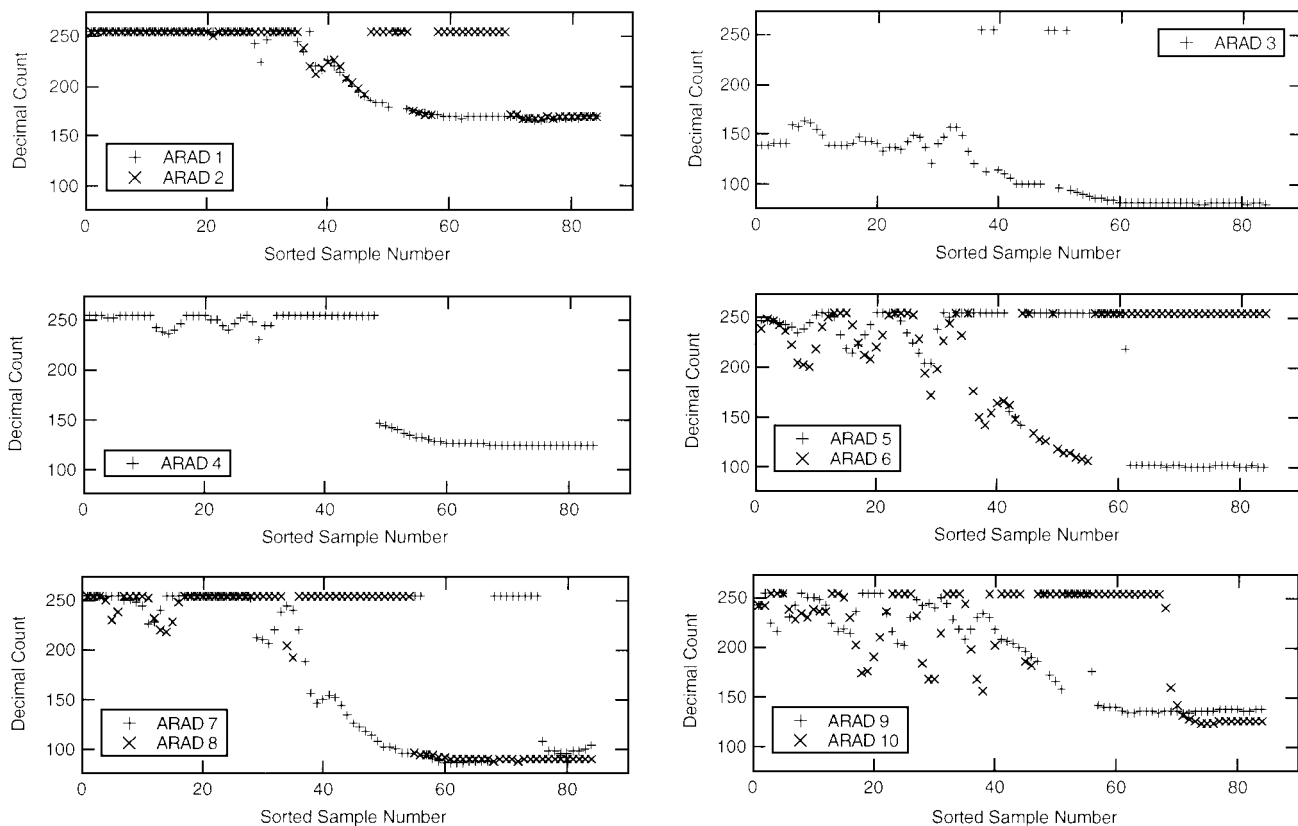 Decimal Count
250
200
150
100
+ ARAD 1
× ARAD 2
0 20 40 60 80
Sorted Sample Number
Decimal Count
250
200
150
100
+ ARAD 3
0 20 40 60 80
Sorted Sample Number
Decimal Count
250
200
150
100
+ ARAD 4
0 20 40 60 80
Sorted Sample Number
Decimal Count
250
200
150
100
+ ARAD 5
× ARAD 6
0 20 40 60 80
Sorted Sample Number
Decimal Count
250
200
150
100
+ ARAD 7
× ARAD 8
0 20 40 60 80
Sorted Sample Number
Decimal Count
250
200
150
100
+ ARAD 9
× ARAD 10
0 20 40 60 80
Sorted Sample Number